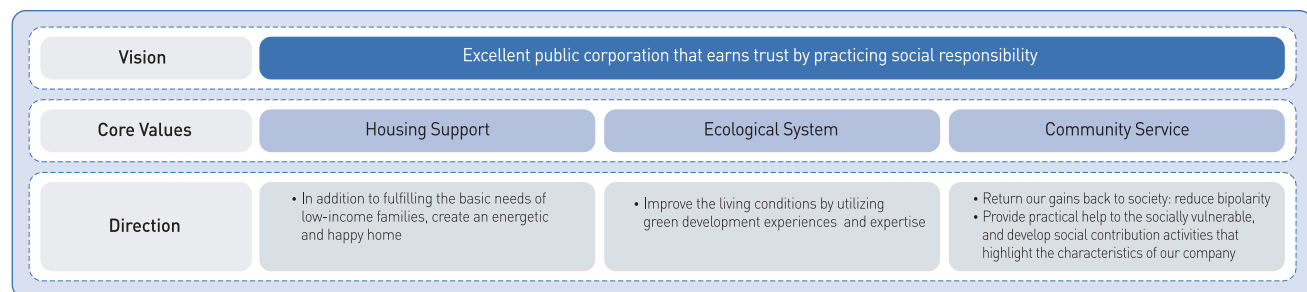 Vision
Excellent public corporation that earns trust by practicing social responsibility
Core Values
Housing Support
Ecological System
Community Service
Direction
• In addition to fulfilling the basic needs of
low-income families, create an energetic
and happy home
• Improve the living conditions by utilizing
green development experiences and expertise
• Return our gains back to society: reduce bipolarity
• Provide practical help to the socially vulnerable,
and develop social contribution activities that
highlight the characteristics of our company